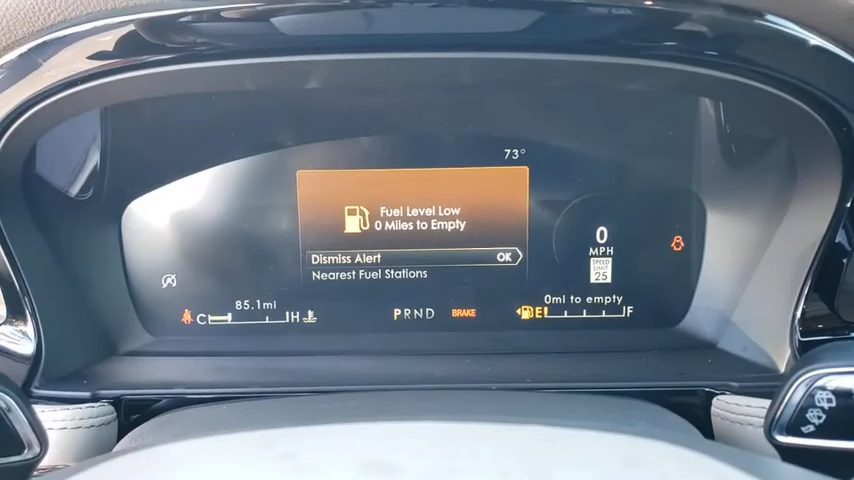 73°
Fuel Level Low
0 Miles to Empty
Dismiss Alert OK
Nearest Fuel Stations
0
MPH
SPEED
LIMIT
25
85.1mi
0mi to empty
C H
PRND
BRAKE
E F